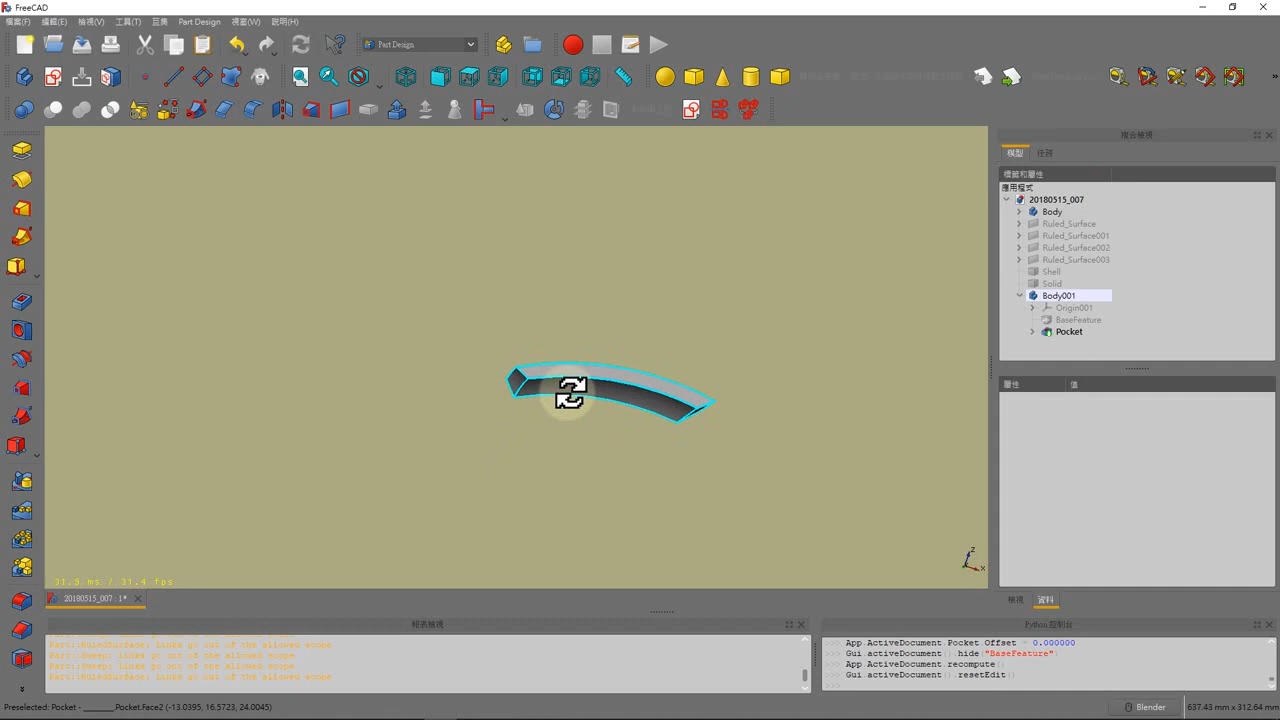 FreeCAD
檔案(F) 編輯(E) 檢視(V) 工具(T) 巨集 Part Design 視窗(W) 說明(H)
Part Design
複合檢視
模型 任務
標籤和屬性
應用程式
20180515_007
Body
Ruled_Surface
Ruled_Surface001
Ruled_Surface002
Ruled_Surface003
Shell
Solid
Body001
Origin001
BaseFeature
Pocket
屬性 值
Z
X
31.9 ms / 31.4 fps
20180515_007 : 1*
檢視 資料
報表檢視
Part::RuledSurface: Links go out of the allowed scope
Part::Sweep: Links go out of the allowed scope
Part::Sweep: Links go out of the allowed scope
Part::RuledSurface: Links go out of the allowed scope
Python 控制台
>>> App.ActiveDocument.Pocket.Offset = 0.000000
>>> Gui.activeDocument().hide("BaseFeature")
>>> App.ActiveDocument.recompute()
>>> Gui.activeDocument().resetEdit()
>>>
Preselected: Pocket - _______.Pocket.Face2 (-13.0395, 16.5723, 24.0045)
Blender
637.43 mm x 312.64 mm